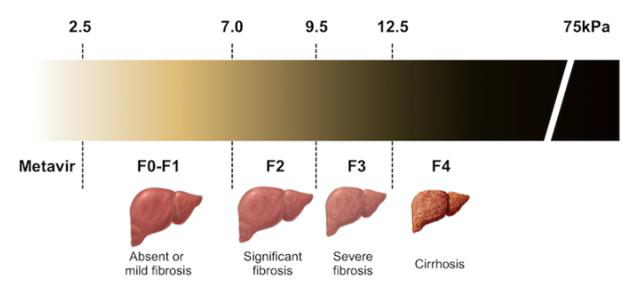 2.5 7.0 9.5 12.5 75kPa
Metavir F0-F1 F2 F3 F4
Absent or
mild fibrosis
Significant
fibrosis
Severe
fibrosis
Cirrhosis